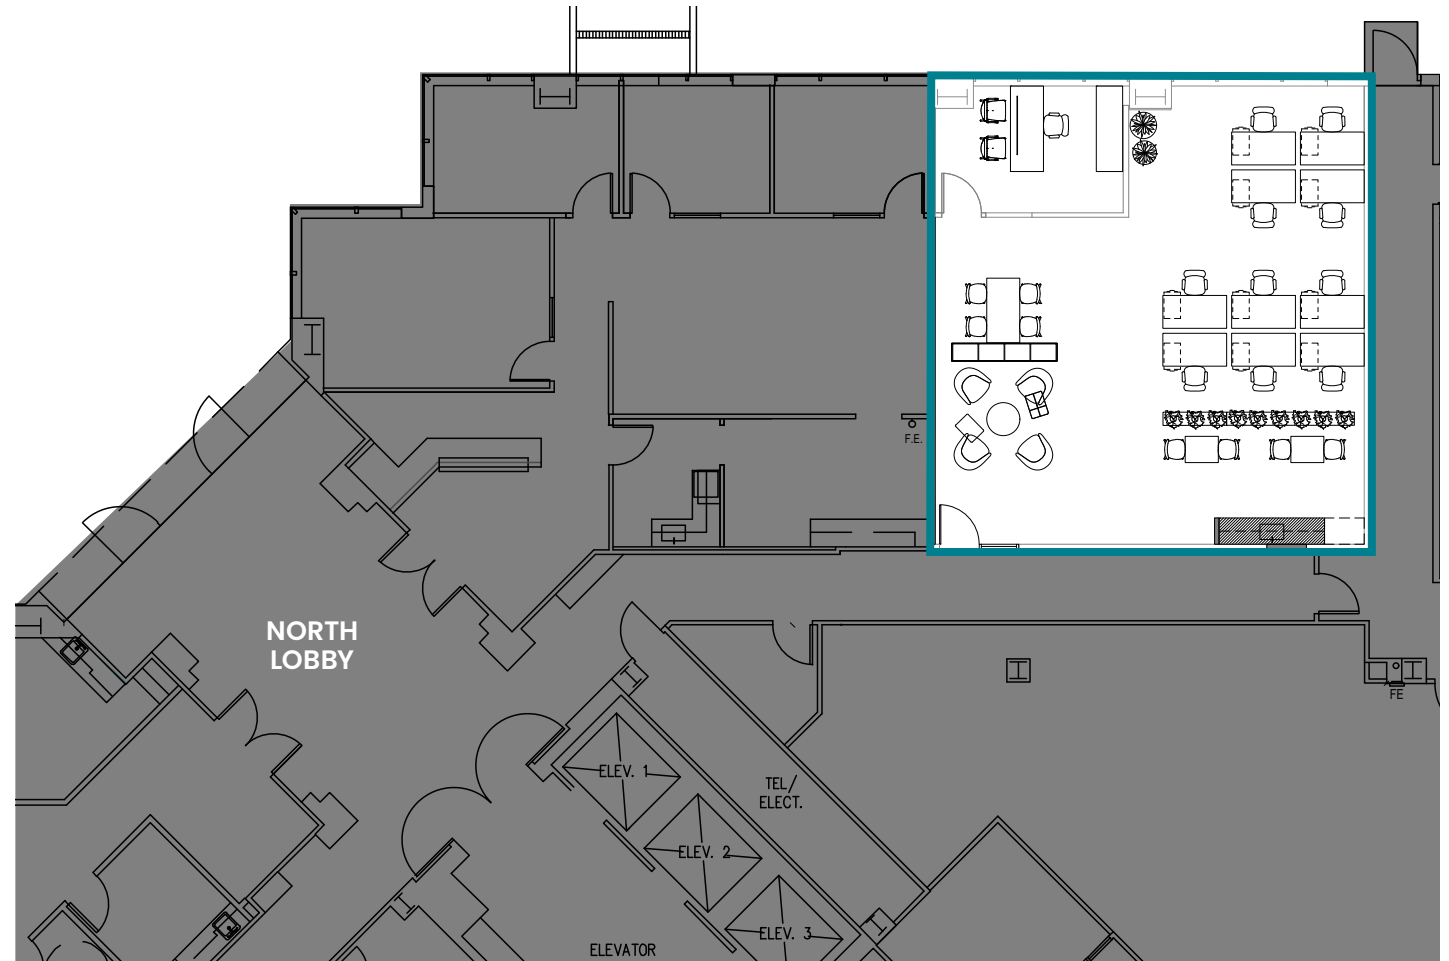 F.E.
NORTH
LOBBY
FE
ELEV. 1
TEL/
ELECT.
ELEV. 2
ELEV. 3
ELEVATOR